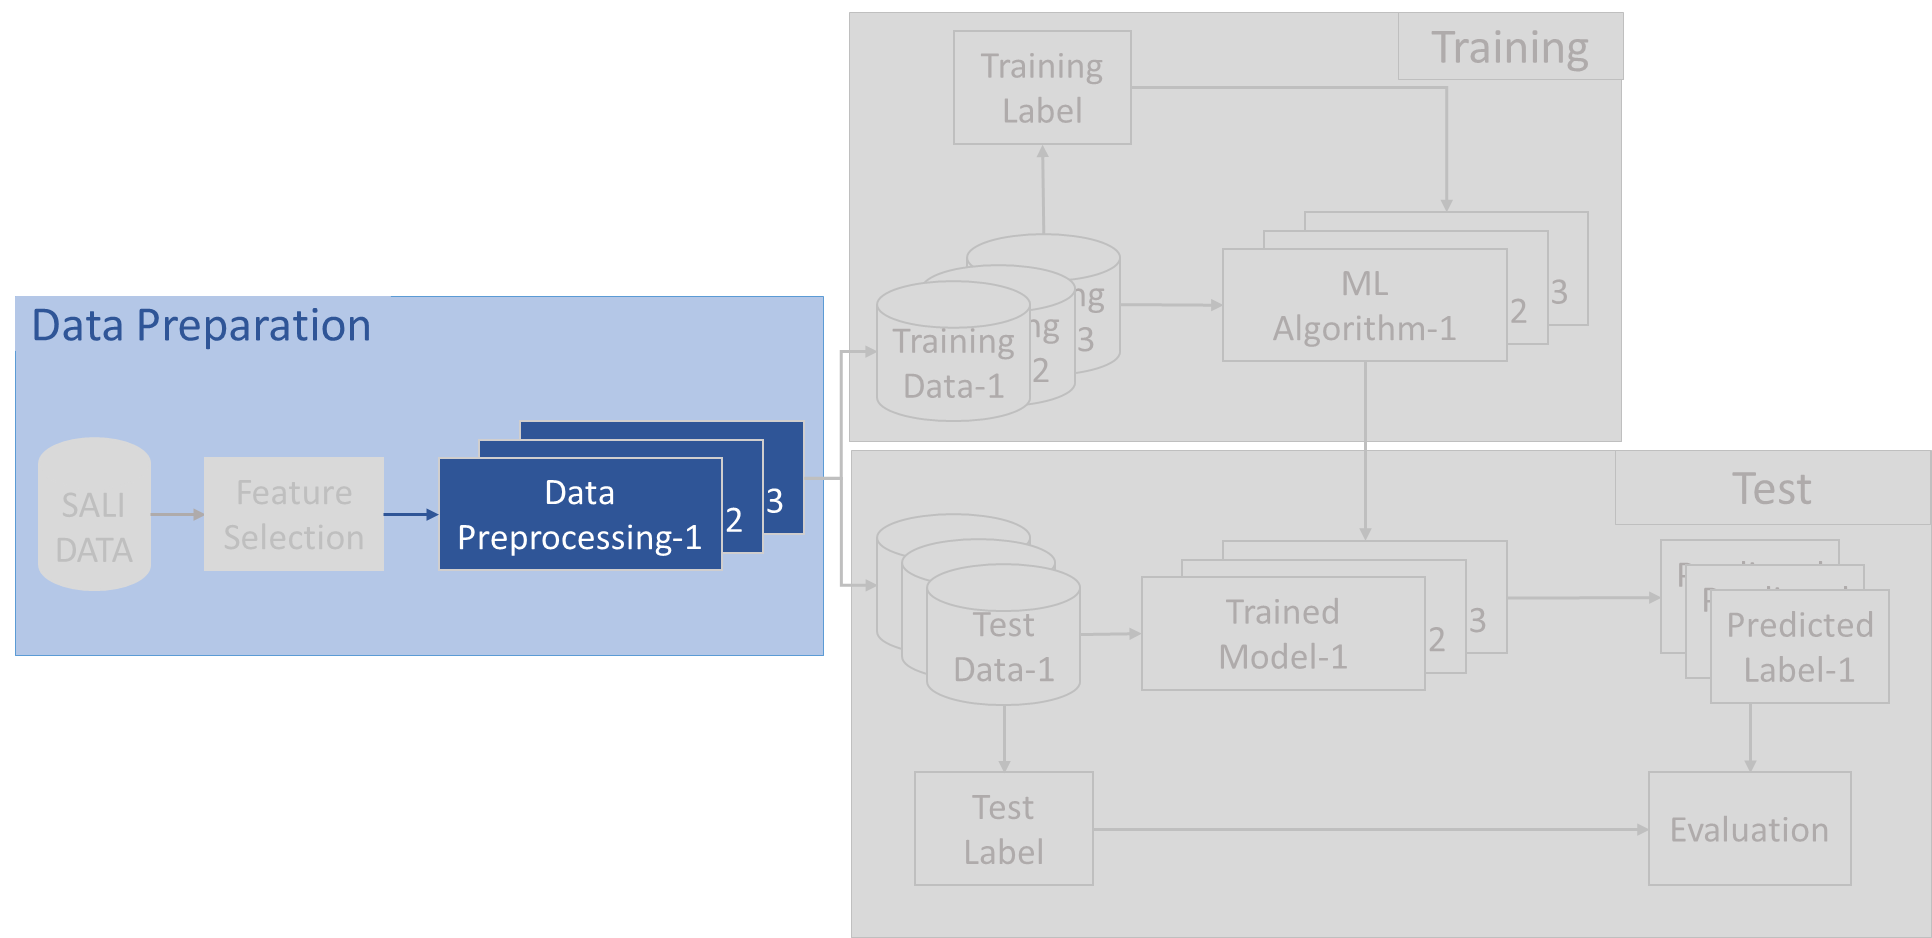 Data Preparation
SALI
DATA
Feature
Selection
Data
Preprocessing-1
2
3
Training
Training
Label
Training
Data-1
ng
2
ng
3
ML
Algorithm-1
2
3
Test
Test
Data-1
Trained
Model-1
2
3
Predicted
Label-1
Test
Label
Evaluation